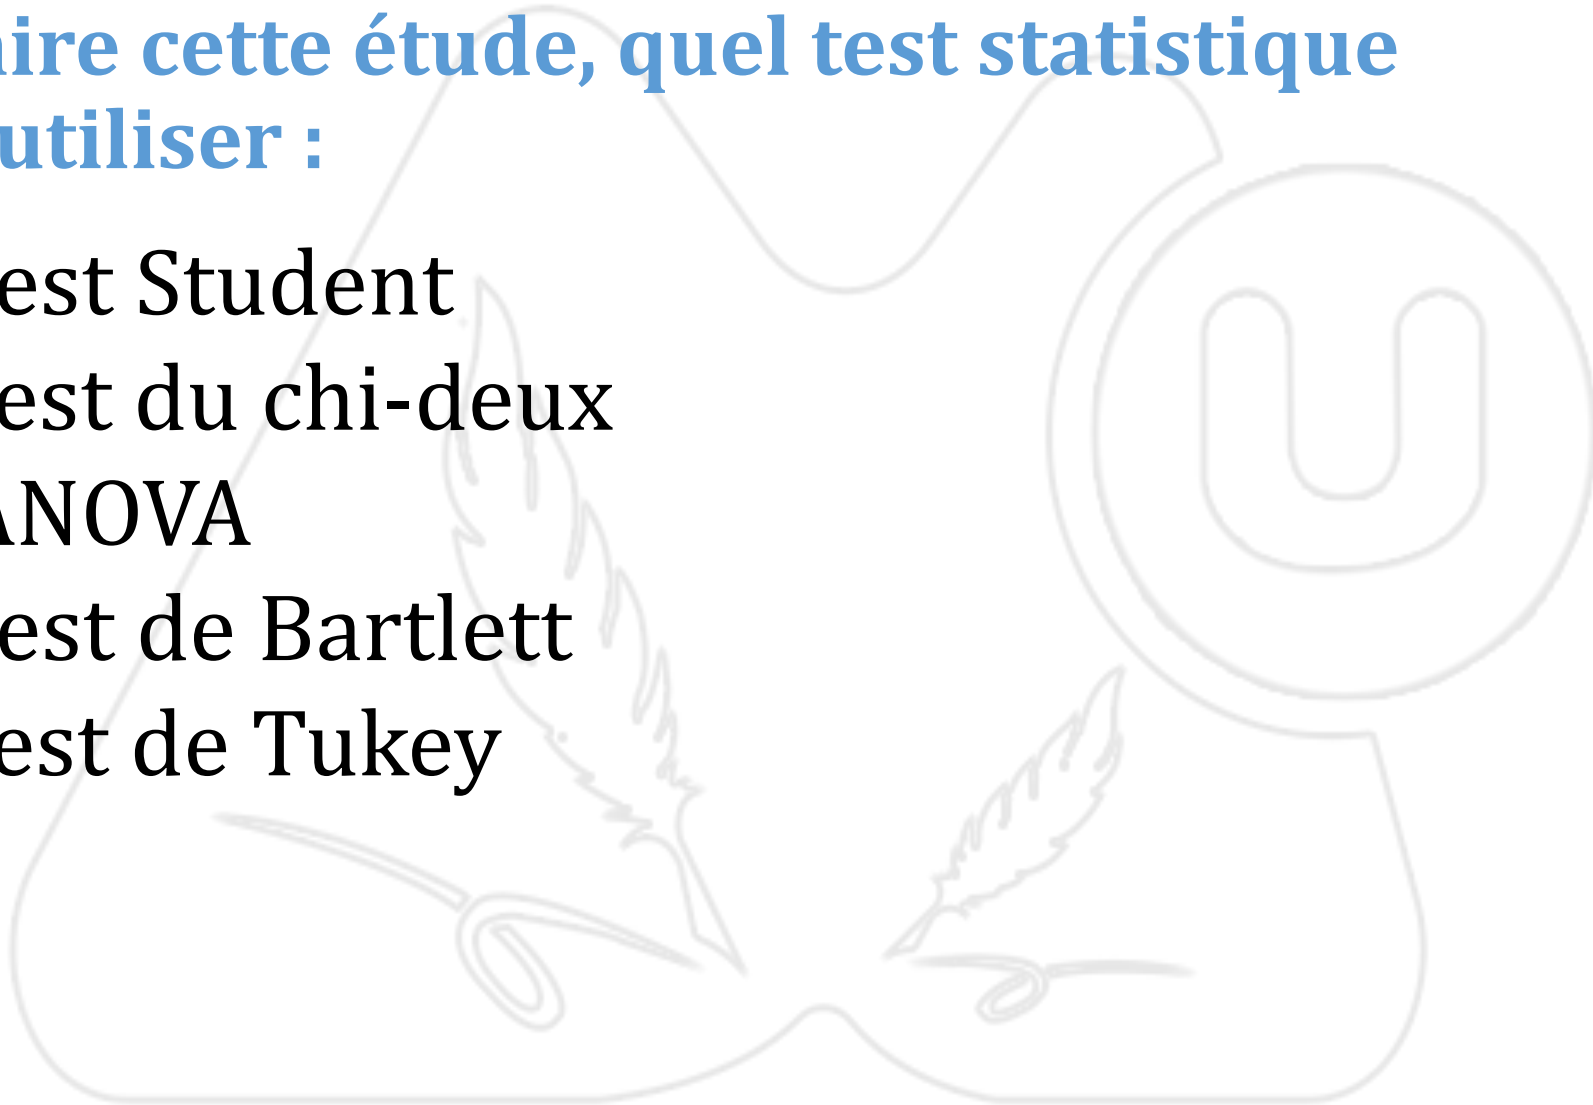 ire cette étude, quel test statistique
utiliser :
est Student
est du chi-deux
ANOVA
est de Bartlett
est de Tukey
U